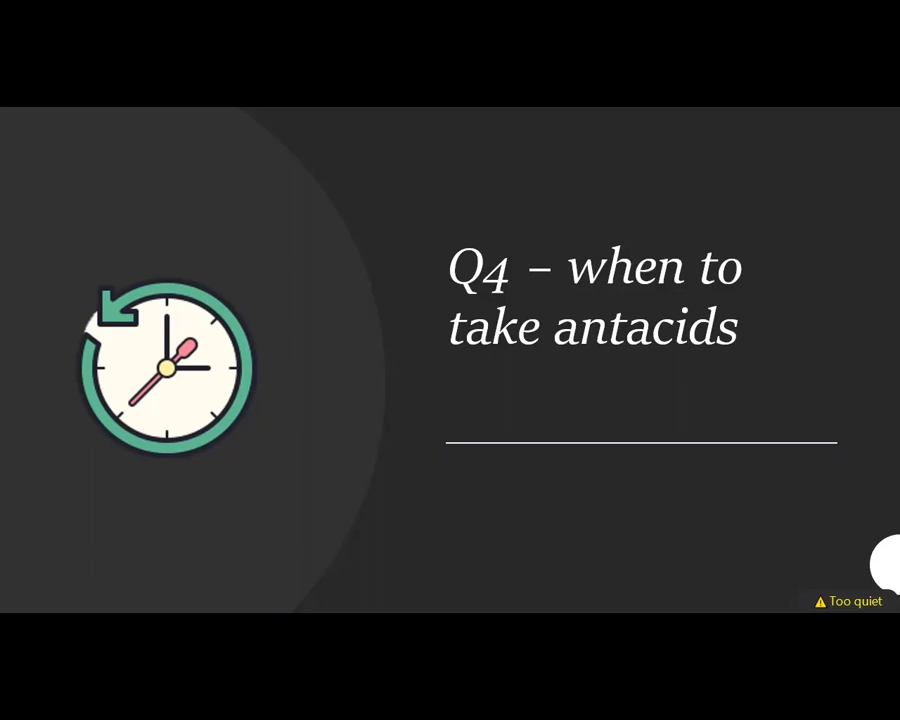 Q4 – when to
take antacids
Too quiet